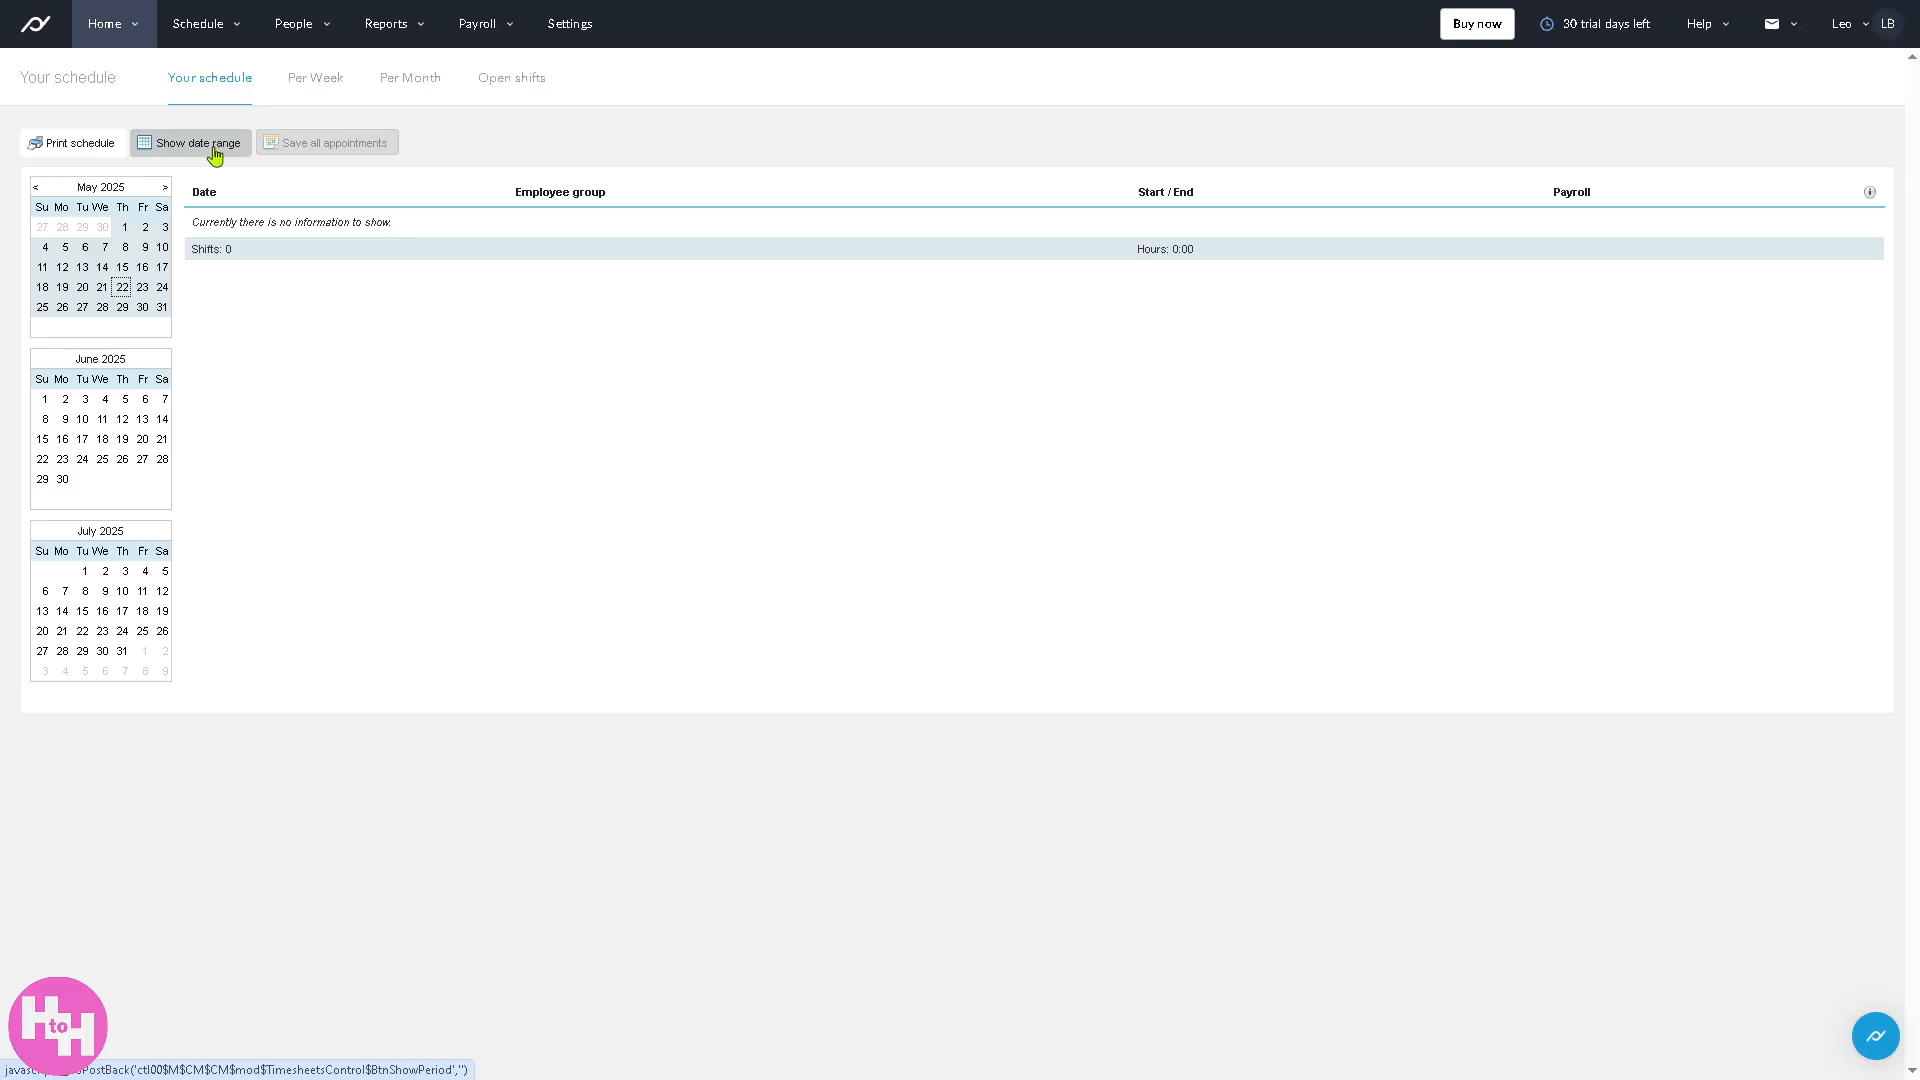 Home Schedule People Reports Payroll Settings Buy now 30 trial days left Help Leo LB
Your schedule Your schedule Per Week Per Month Open shifts
Print schedule Show date range Save all appointments
< May 2025 >
Su Mo Tu We Th Fr Sa
27 28 29 30 1 2 3
4 5 6 7 8 9 10
11 12 13 14 15 16 17
18 19 20 21 22 23 24
25 26 27 28 29 30 31
June 2025
Su Mo Tu We Th Fr Sa
1 2 3 4 5 6 7
8 9 10 11 12 13 14
15 16 17 18 19 20 21
22 23 24 25 26 27 28
29 30
July 2025
Su Mo Tu We Th Fr Sa
1 2 3 4 5
6 7 8 9 10 11 12
13 14 15 16 17 18 19
20 21 22 23 24 25 26
27 28 29 30 31 1 2
3 4 5 6 7 8 9
Date Employee group Start / End Payroll
Currently there is no information to show.
Shifts: 0 Hours: 0:00
H to H
PostBack('ctl00$M$CM$CM$mod$TimesheetsControl$BtnShowPeriod','')